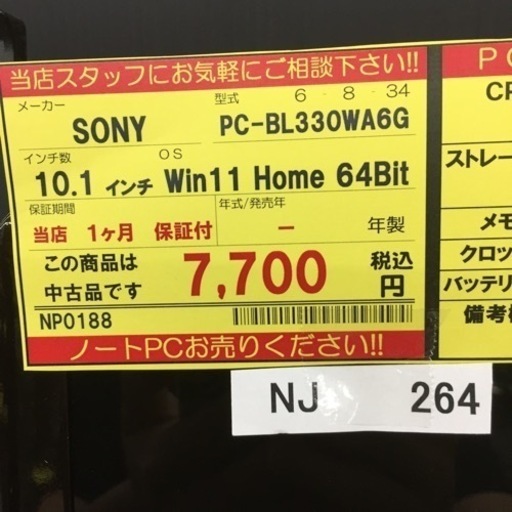 当店スタッフにお気軽にご相談下さい!!
メーカー
型式
6-8-34
SONY
PC-BL330WA6G
インチ数
OS
10.1 インチ
Win11 Home 64Bit
保証期間
年式/発売年
当店 1ヶ月 保証付
- 年製
この商品は
中古品です
7,700
税込
円
NP0188
ノートPCお売りください!!
NJ 264
PC
CP
ストレー
メモ
クロッ
バッテリ
備考